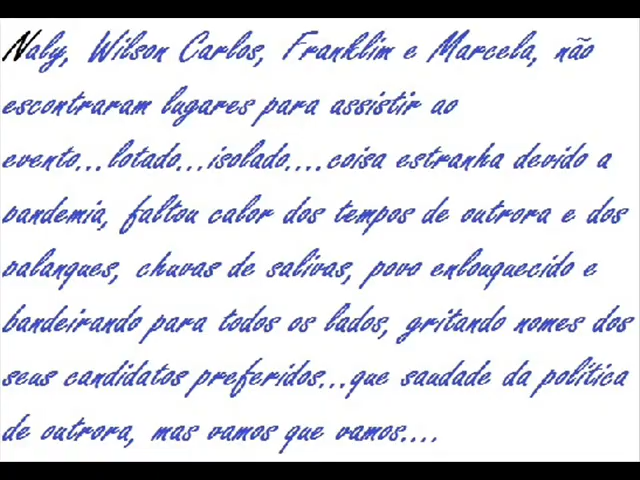 Naly, Wilson Carlos, Franklim e Marcela, não
escontraram lugares para assistir ao
evento...lotado...isolado....coisa estranha devido a
pandemia, faltou calor dos tempos de outrora e dos
palanques, chuvas de salivas, povo enlouquecido e
bandeirando para todos os lados, gritando nomes dos
seus candidatos preferidos...que saudade da política
de outrora, mas vamos que vamos....